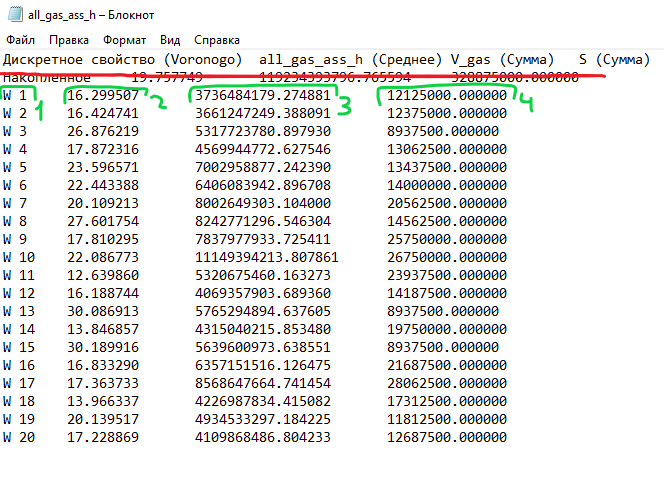 all_gas_ass_h – Блокнот
Файл Правка Формат Вид Справка
Дискретное свойство (Voronogo) all_gas_ass_h (Среднее) V_gas (Сумма) S (Сумма)
Накопленное 19.757749 119234393796.765594 328875000.000000
W 1 16.299507 3736484179.274881 12125000.000000
1 2 3 4
W 2 16.424741 3661247249.388091 12375000.000000
W 3 26.876219 5317723780.897930 8937500.000000
W 4 17.872316 4569944772.627546 13062500.000000
W 5 23.596571 7002958877.242390 13437500.000000
W 6 22.443388 6406083942.896708 14000000.000000
W 7 20.109213 8002649303.104000 20562500.000000
W 8 27.601754 8242771296.546304 14562500.000000
W 9 17.810295 7837977933.725411 25750000.000000
W 10 22.086773 11149394213.807861 26750000.000000
W 11 12.639860 5320675460.163273 23937500.000000
W 12 16.188744 4069357903.689360 14187500.000000
W 13 30.086913 5765294894.637605 8937500.000000
W 14 13.846857 4315040215.853480 19750000.000000
W 15 30.189916 5639600973.638551 8937500.000000
W 16 16.833290 6357151516.126475 21687500.000000
W 17 17.363733 8568647664.741454 28062500.000000
W 18 13.966337 4226987834.415082 17312500.000000
W 19 20.139517 4934533297.184225 11812500.000000
W 20 17.228869 4109868486.804233 12687500.000000